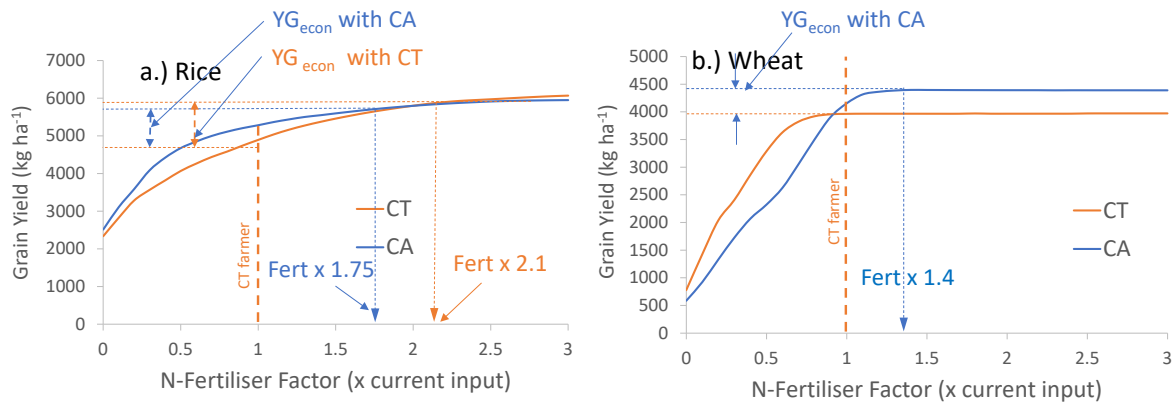 YGecon with CA
YG econ with CT
a.) Rice
7000
6000
5000
4000
3000
2000
1000
0
Grain Yield (kg ha-1)
CT farmer
CT
CA
Fert x 1.75
Fert x 2.1
0
0.5
1
1.5
2
2.5
3
N-Fertiliser Factor (x current input)
YGecon with CA
b.) Wheat
5000
4500
4000
3500
3000
2500
2000
1500
1000
500
0
Grain Yield (kg ha-1)
CT farmer
CT
CA
Fert x 1.4
0
0.5
1
1.5
2
2.5
3
N-Fertiliser Factor (x current input)